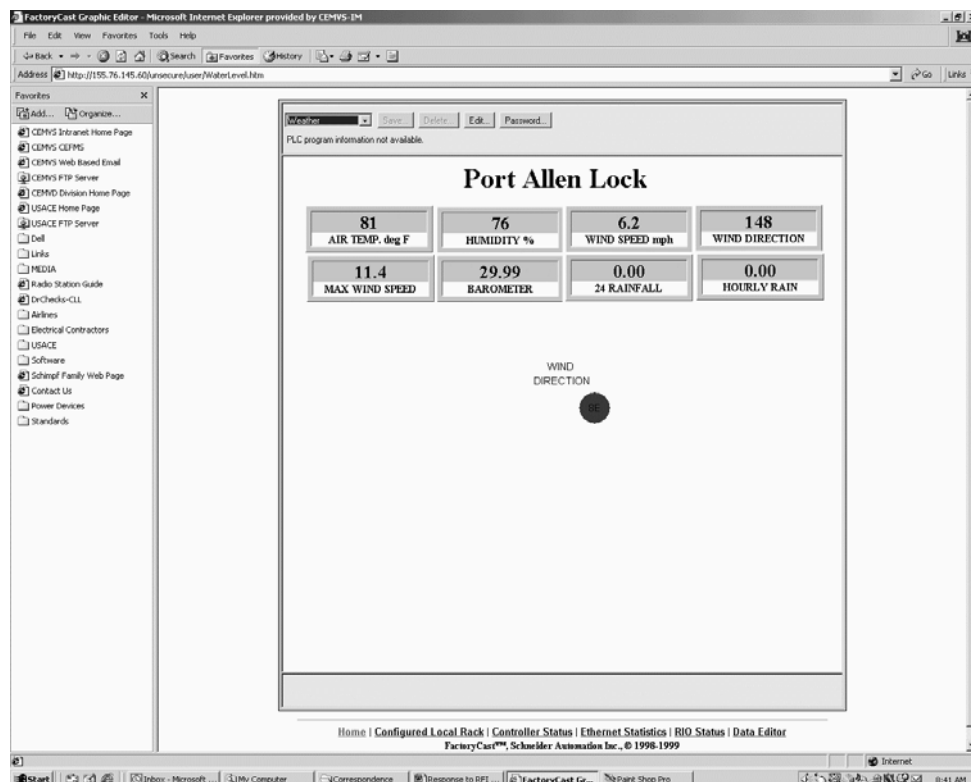 FactoryCast Graphic Editor - Microsoft Internet Explorer provided by CEMVS-IM
File Edit View Favorites Tools Help
Back Search Favorites History
Address http://155.76.145.60/unsecure/user/WaterLevel.htm Go Links
Favorites
Add... Organize...
CEMVS Intranet Home Page
CEMVS CEFMS
CEMVS Web Based Email
CEMVS FTP Server
CEMVD Division Home Page
USACE Home Page
USACE FTP Server
Dell
Links
MEDIA
Radio Station Guide
DrChecks-CLL
Airlines
Electrical Contractors
USACE
Software
Schimpf Family Web Page
Contact Us
Power Devices
Standards
Weather Save... Delete... Edit... Password...
PLC program information not available.
Port Allen Lock
81 76 6.2 148
AIR TEMP. deg F HUMIDITY % WIND SPEED mph WIND DIRECTION
11.4 29.99 0.00 0.00
MAX WIND SPEED BAROMETER 24 RAINFALL HOURLY RAIN
WIND
DIRECTION
SE
Home | Configured Local Rack | Controller Status | Ethernet Statistics | RIO Status | Data Editor
FactoryCast™, Schneider Automation Inc., © 1998-1999
Internet
Start Inbox - Microsoft ... My Computer Correspondence Response to RFI ... FactoryCast Gr... Paint Shop Pro 8:41 AM